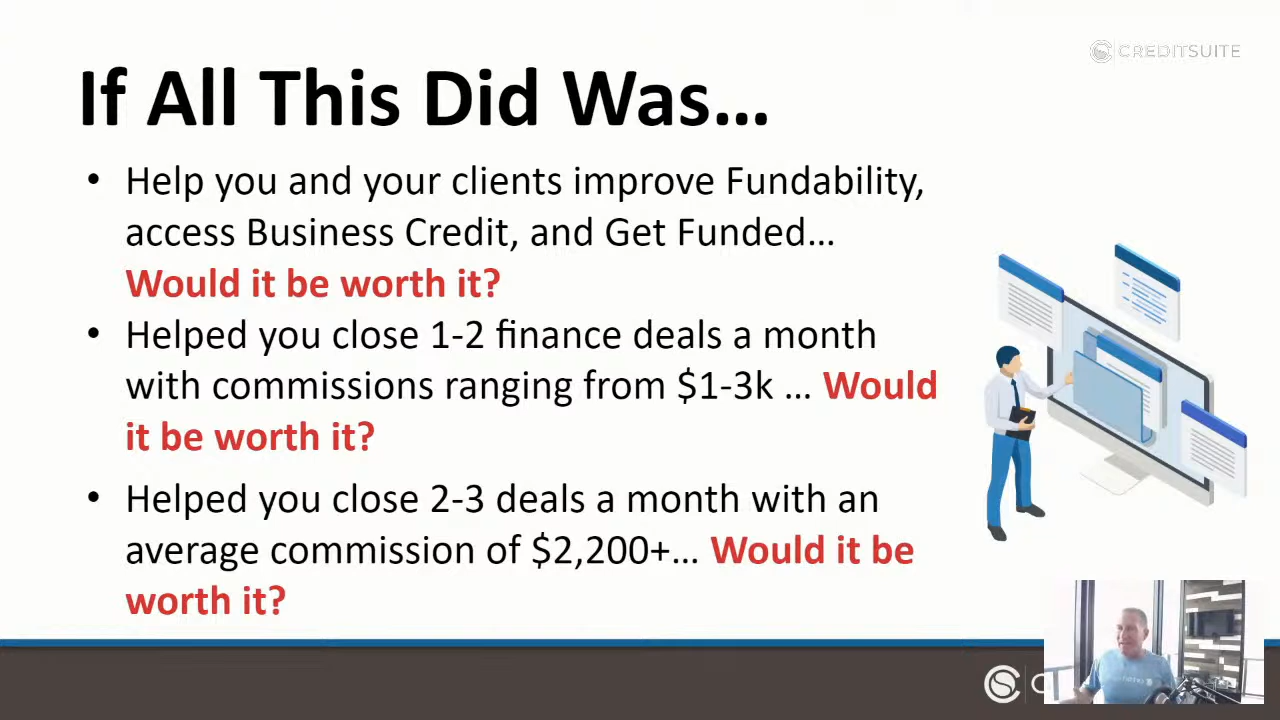 CREDITSUITE
If All This Did Was...
• Help you and your clients improve Fundability,
access Business Credit, and Get Funded...
Would it be worth it?
• Helped you close 1-2 finance deals a month
with commissions ranging from $1-3k ... Would
it be worth it?
• Helped you close 2-3 deals a month with an
average commission of $2,200+... Would it be
worth it?